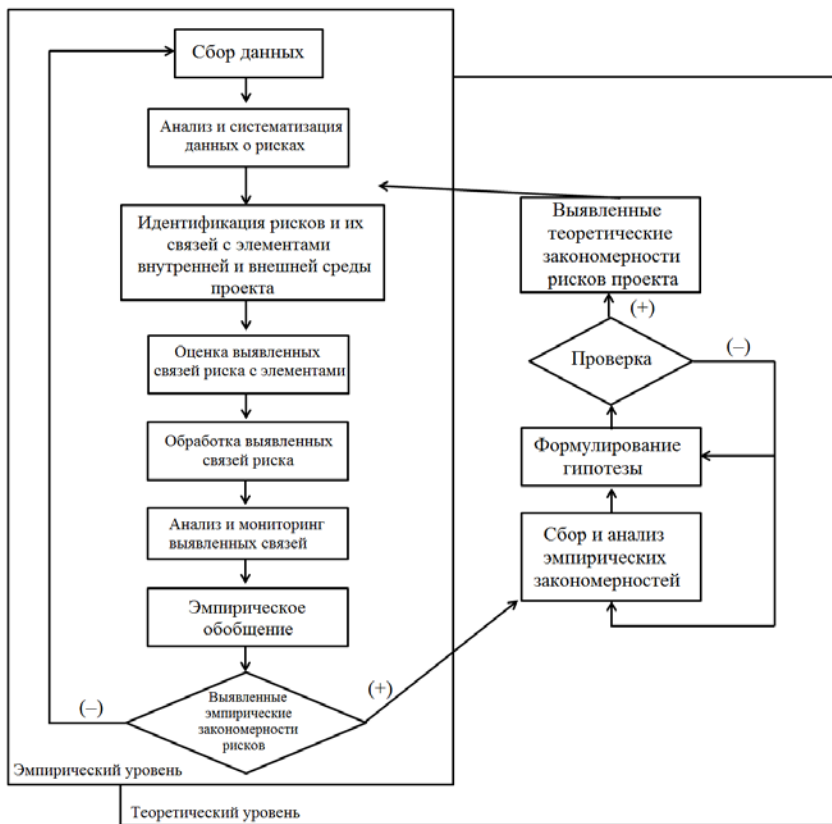 Сбор данных
Анализ и систематизация
данных о рисках
Идентификация рисков и их
связей с элементами
внутренней и внешней среды
проекта
Оценка выявленных
связей риска с элементами
Обработка выявленных
связей риска
Анализ и мониторинг
выявленных связей
Эмпирическое
обобщение
Выявленные
эмпирические
закономерности
рисков
(–)
(+)
Эмпирический уровень
Выявленные
теоретические
закономерности
рисков проекта
(+)
Проверка
(–)
Формулирование
гипотезы
Сбор и анализ
эмпирических
закономерностей
Теоретический уровень